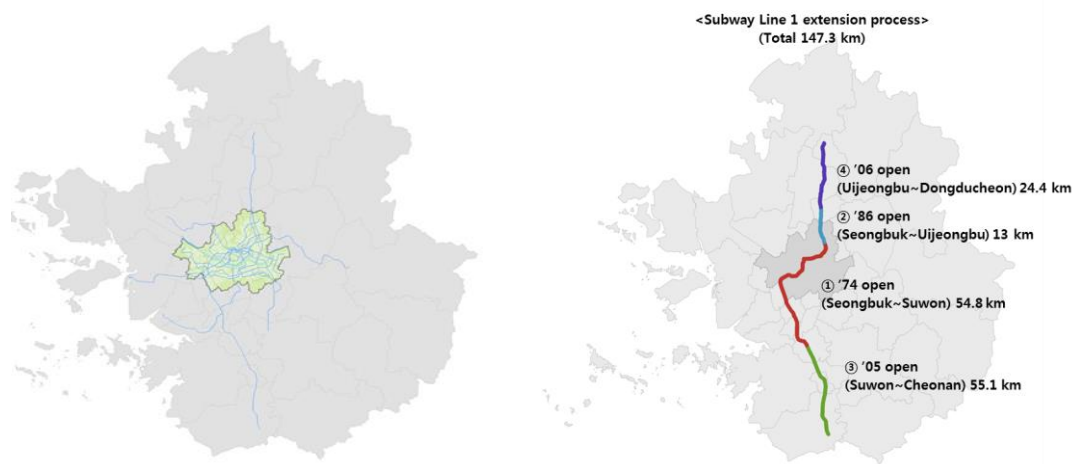 <Subway Line 1 extension process>
(Total 147.3 km)
④ ’06 open
(Uijeongbu~Dongducheon) 24.4 km
② ’86 open
(Seongbuk~Uijeongbu) 13 km
① ’74 open
(Seongbuk~Suwon) 54.8 km
③ ’05 open
(Suwon~Cheonan) 55.1 km